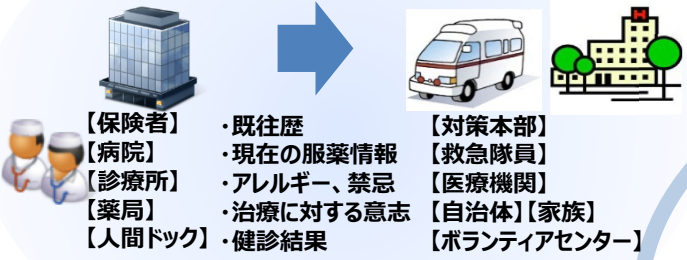 H
【保険者】
【病院】
【診療所】
【薬局】
【人間ドック】
・既往歴
・現在の服薬情報
・アレルギー、禁忌
・治療に対する意志
・健診結果
【対策本部】
【救急隊員】
【医療機関】
【自治体】【家族】
【ボランティアセンター】